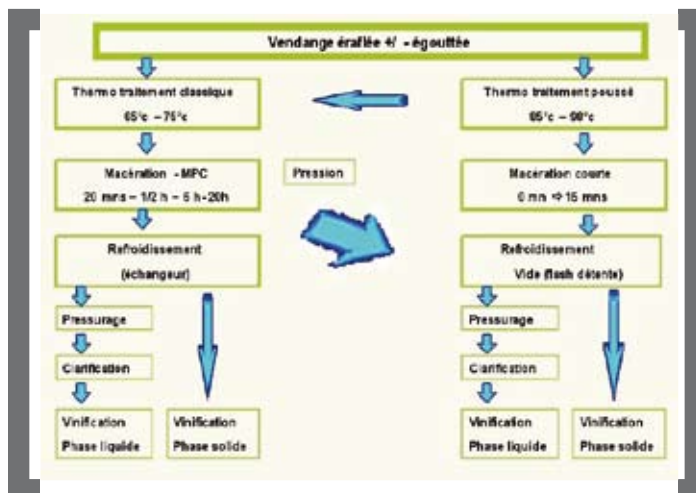 Vendange éraflée +/- -égouttée
Thermo traitement classique
65°c – 75°c
Macération - MPC
20 mns – 1/2 h – 5 h-20h
Refroidissement
(échangeur)
Pressurage
Clarification
Vinification
Phase liquide
Vinification
Phase solide
Pression
Thermo traitement poussé
85°c – 90°c
Macération courte
0 mn ⇨ 15 mns
Refroidissement
Vide (flash détente)
Pressurage
Clarification
Vinification
Phase liquide
Vinification
Phase solide